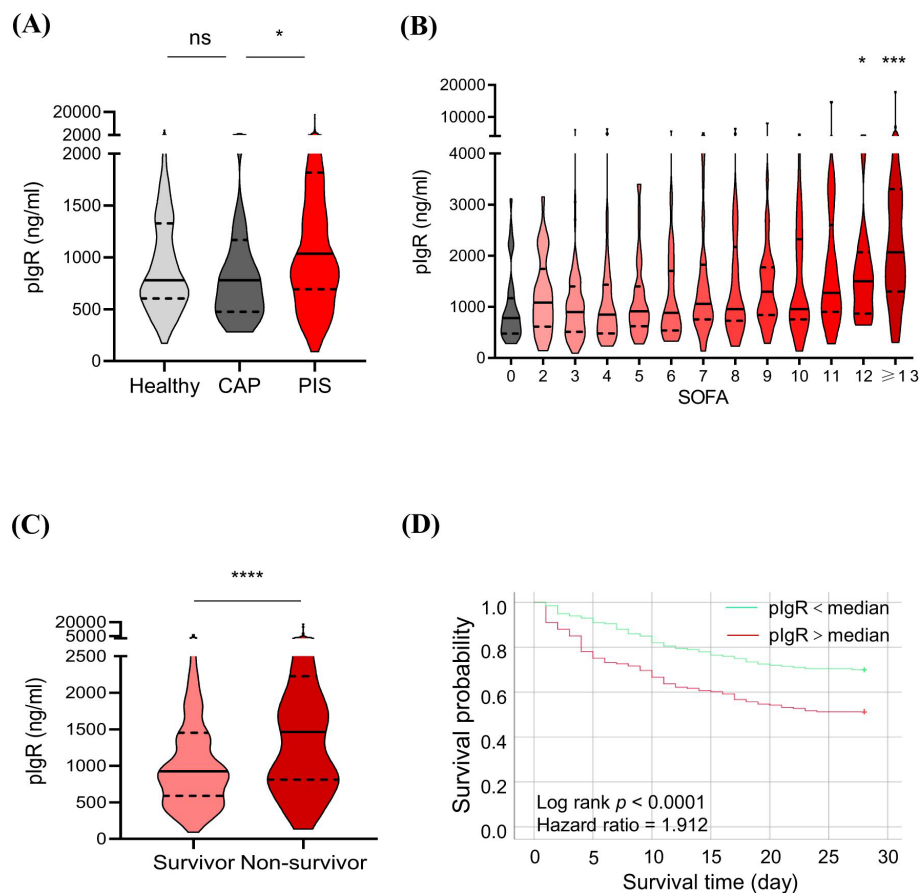 (A)
ns
*
20000
2000
2000
1500
1000
500
0
pIgR (ng/ml)
Healthy
CAP
PIS
(B)
*
***
20000
10000
4000
3000
2000
1000
0
pIgR (ng/ml)
0 2 3 4 5 6 7 8 9 10 11 12 ≥13
SOFA
(C)
****
20000
5000
2500
2000
1500
1000
500
0
pIgR (ng/ml)
Survivor Non-survivor
(D)
pIgR < median
pIgR > median
1.0
0.8
0.6
0.4
0.2
0.0
Survival probability
Log rank p < 0.0001
Hazard ratio = 1.912
0 5 10 15 20 25 30
Survival time (day)